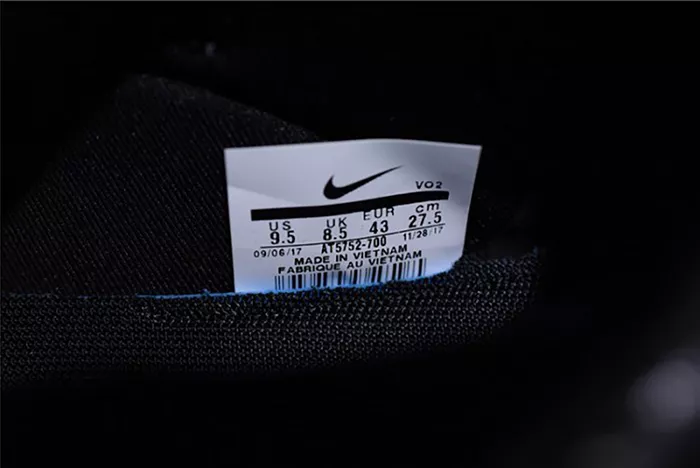 VO2
US UK EUR cm
9.5 8.5 43 27.5
09/06/17 AT5752-700 11/28/17
MADE IN VIETNAM
FABRIQUE AU VIETNAM